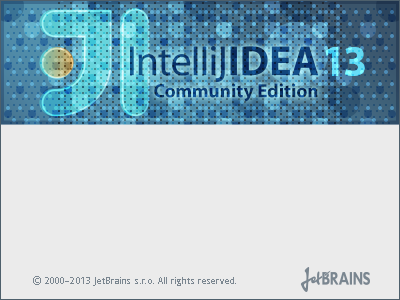 IntelliJIDEA 13
Community Edition
© 2000–2013 JetBrains s.r.o. All rights reserved.
JetBRAINS